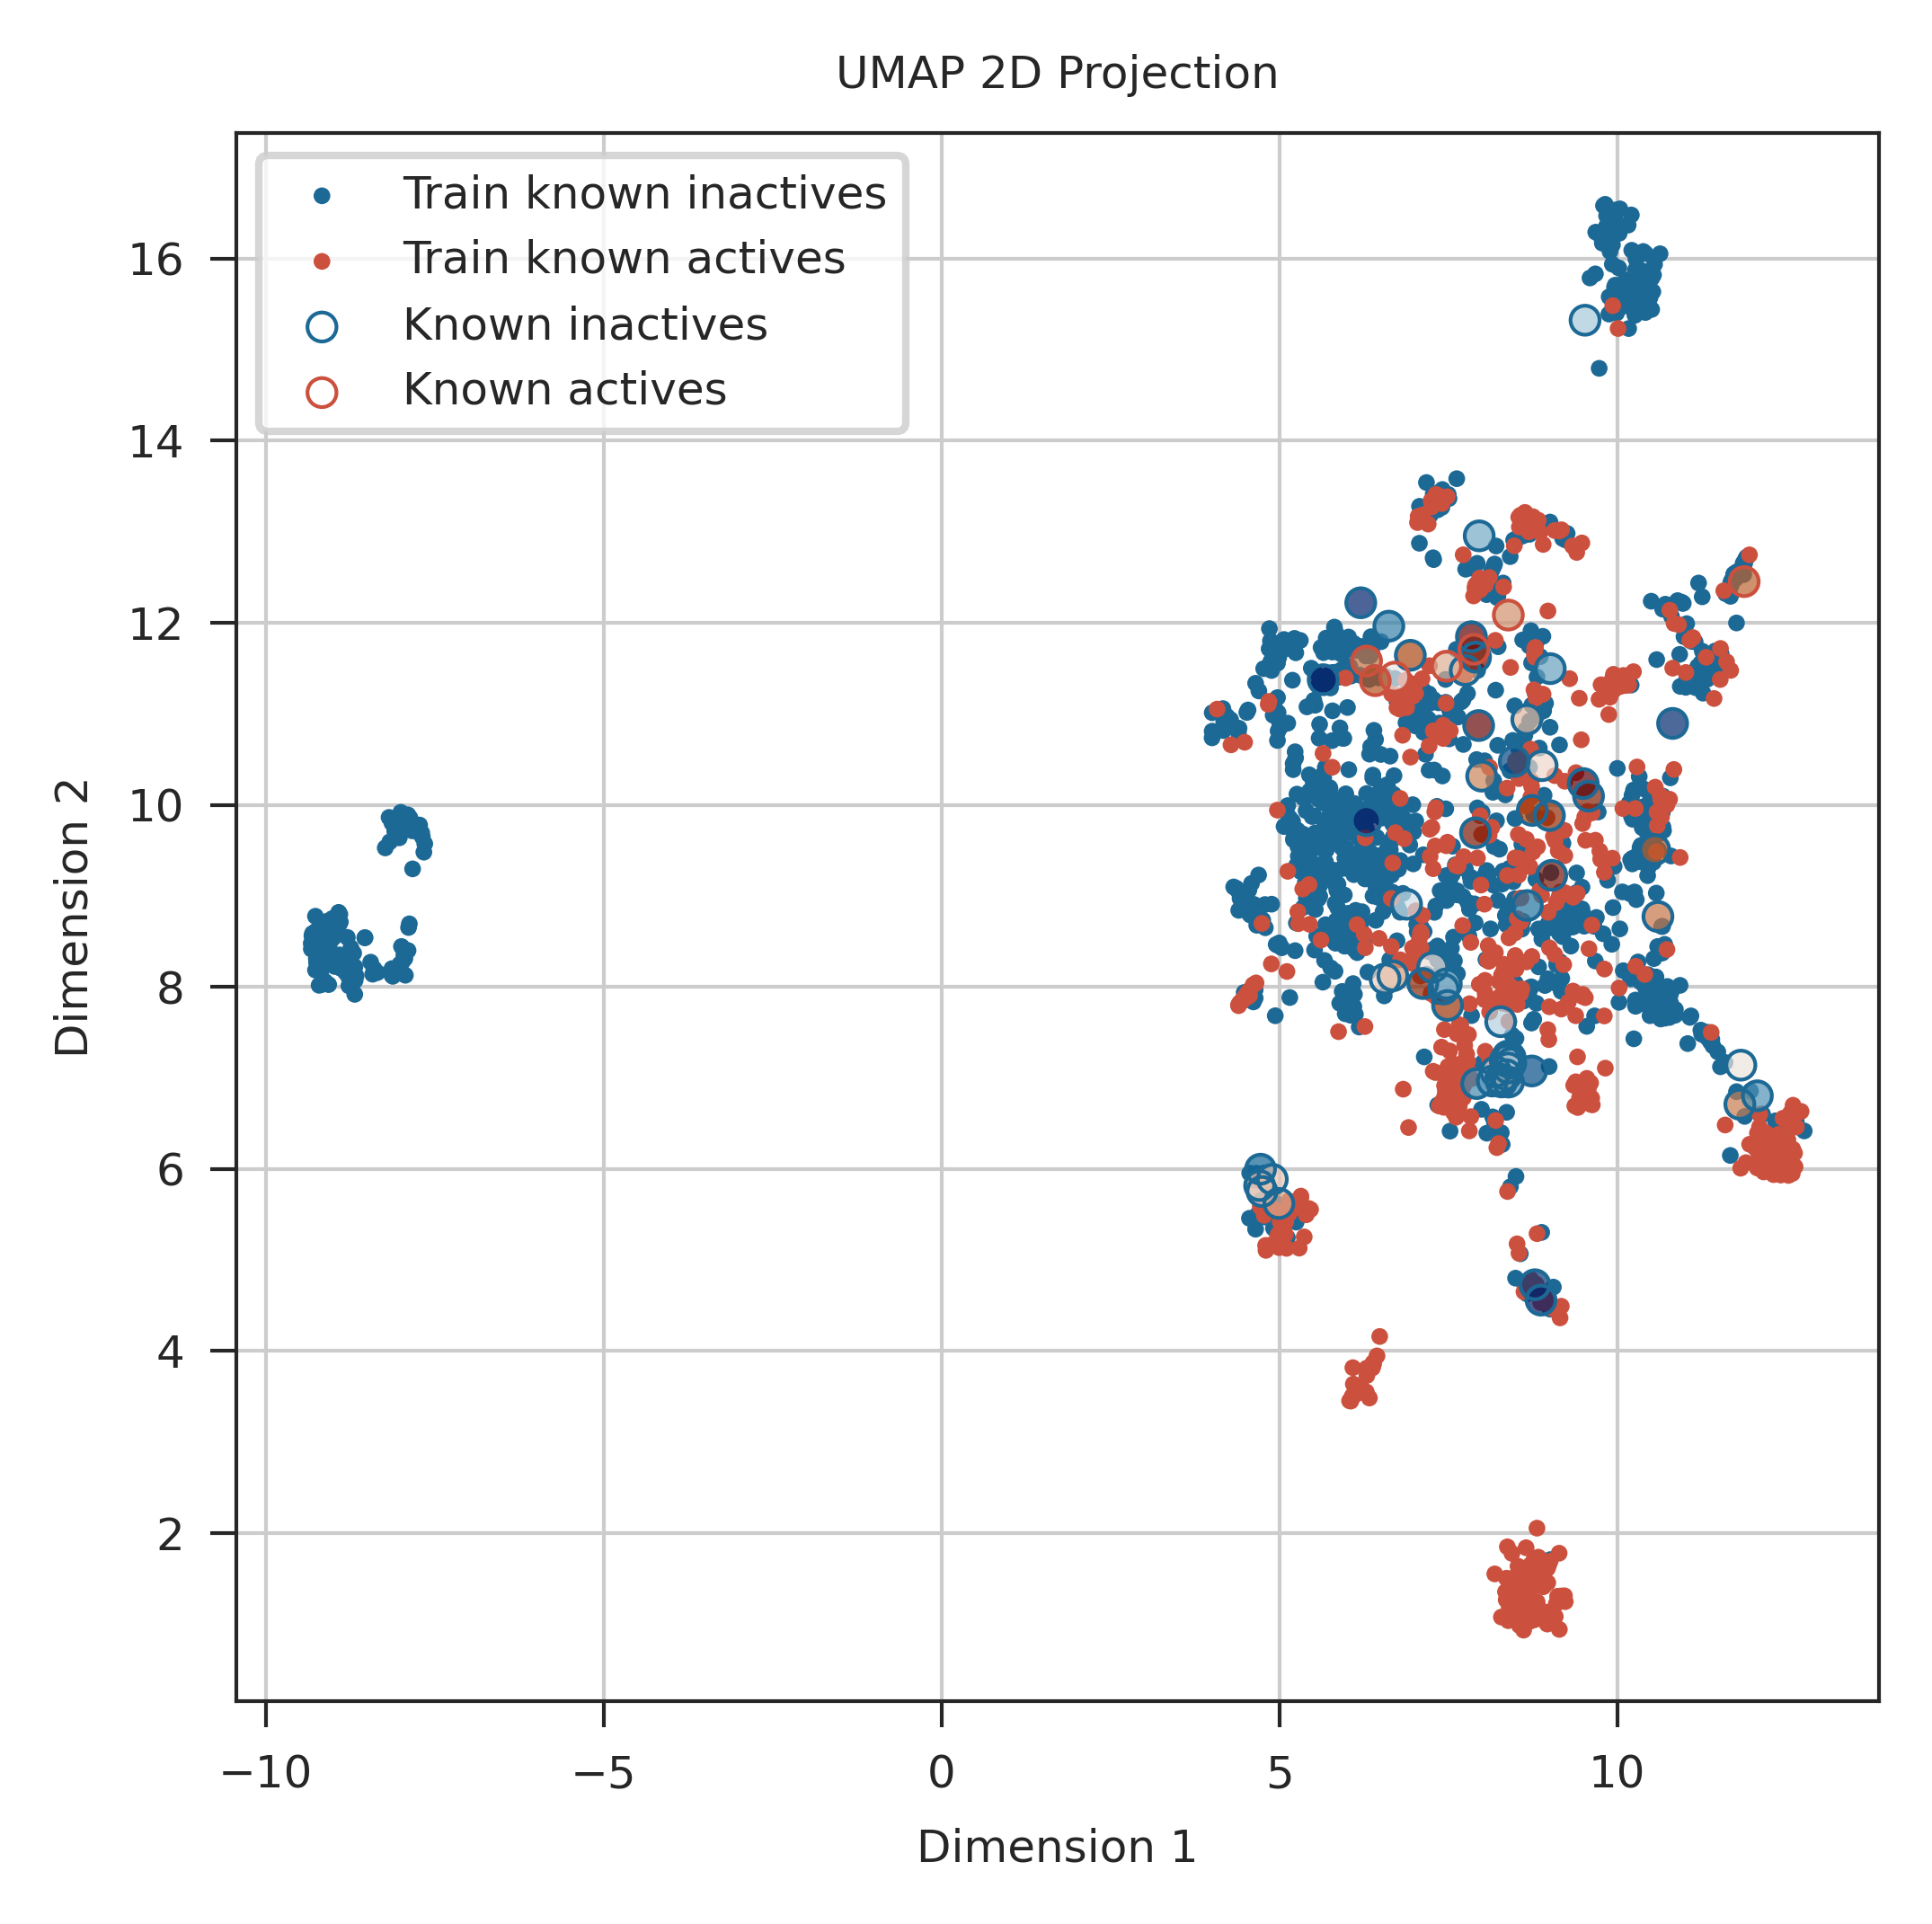 UMAP 2D Projection
Train known inactives
Train known actives
Known inactives
Known actives
16
14
12
10
8
6
4
2
Dimension 2
−10
−5
0
5
10
Dimension 1